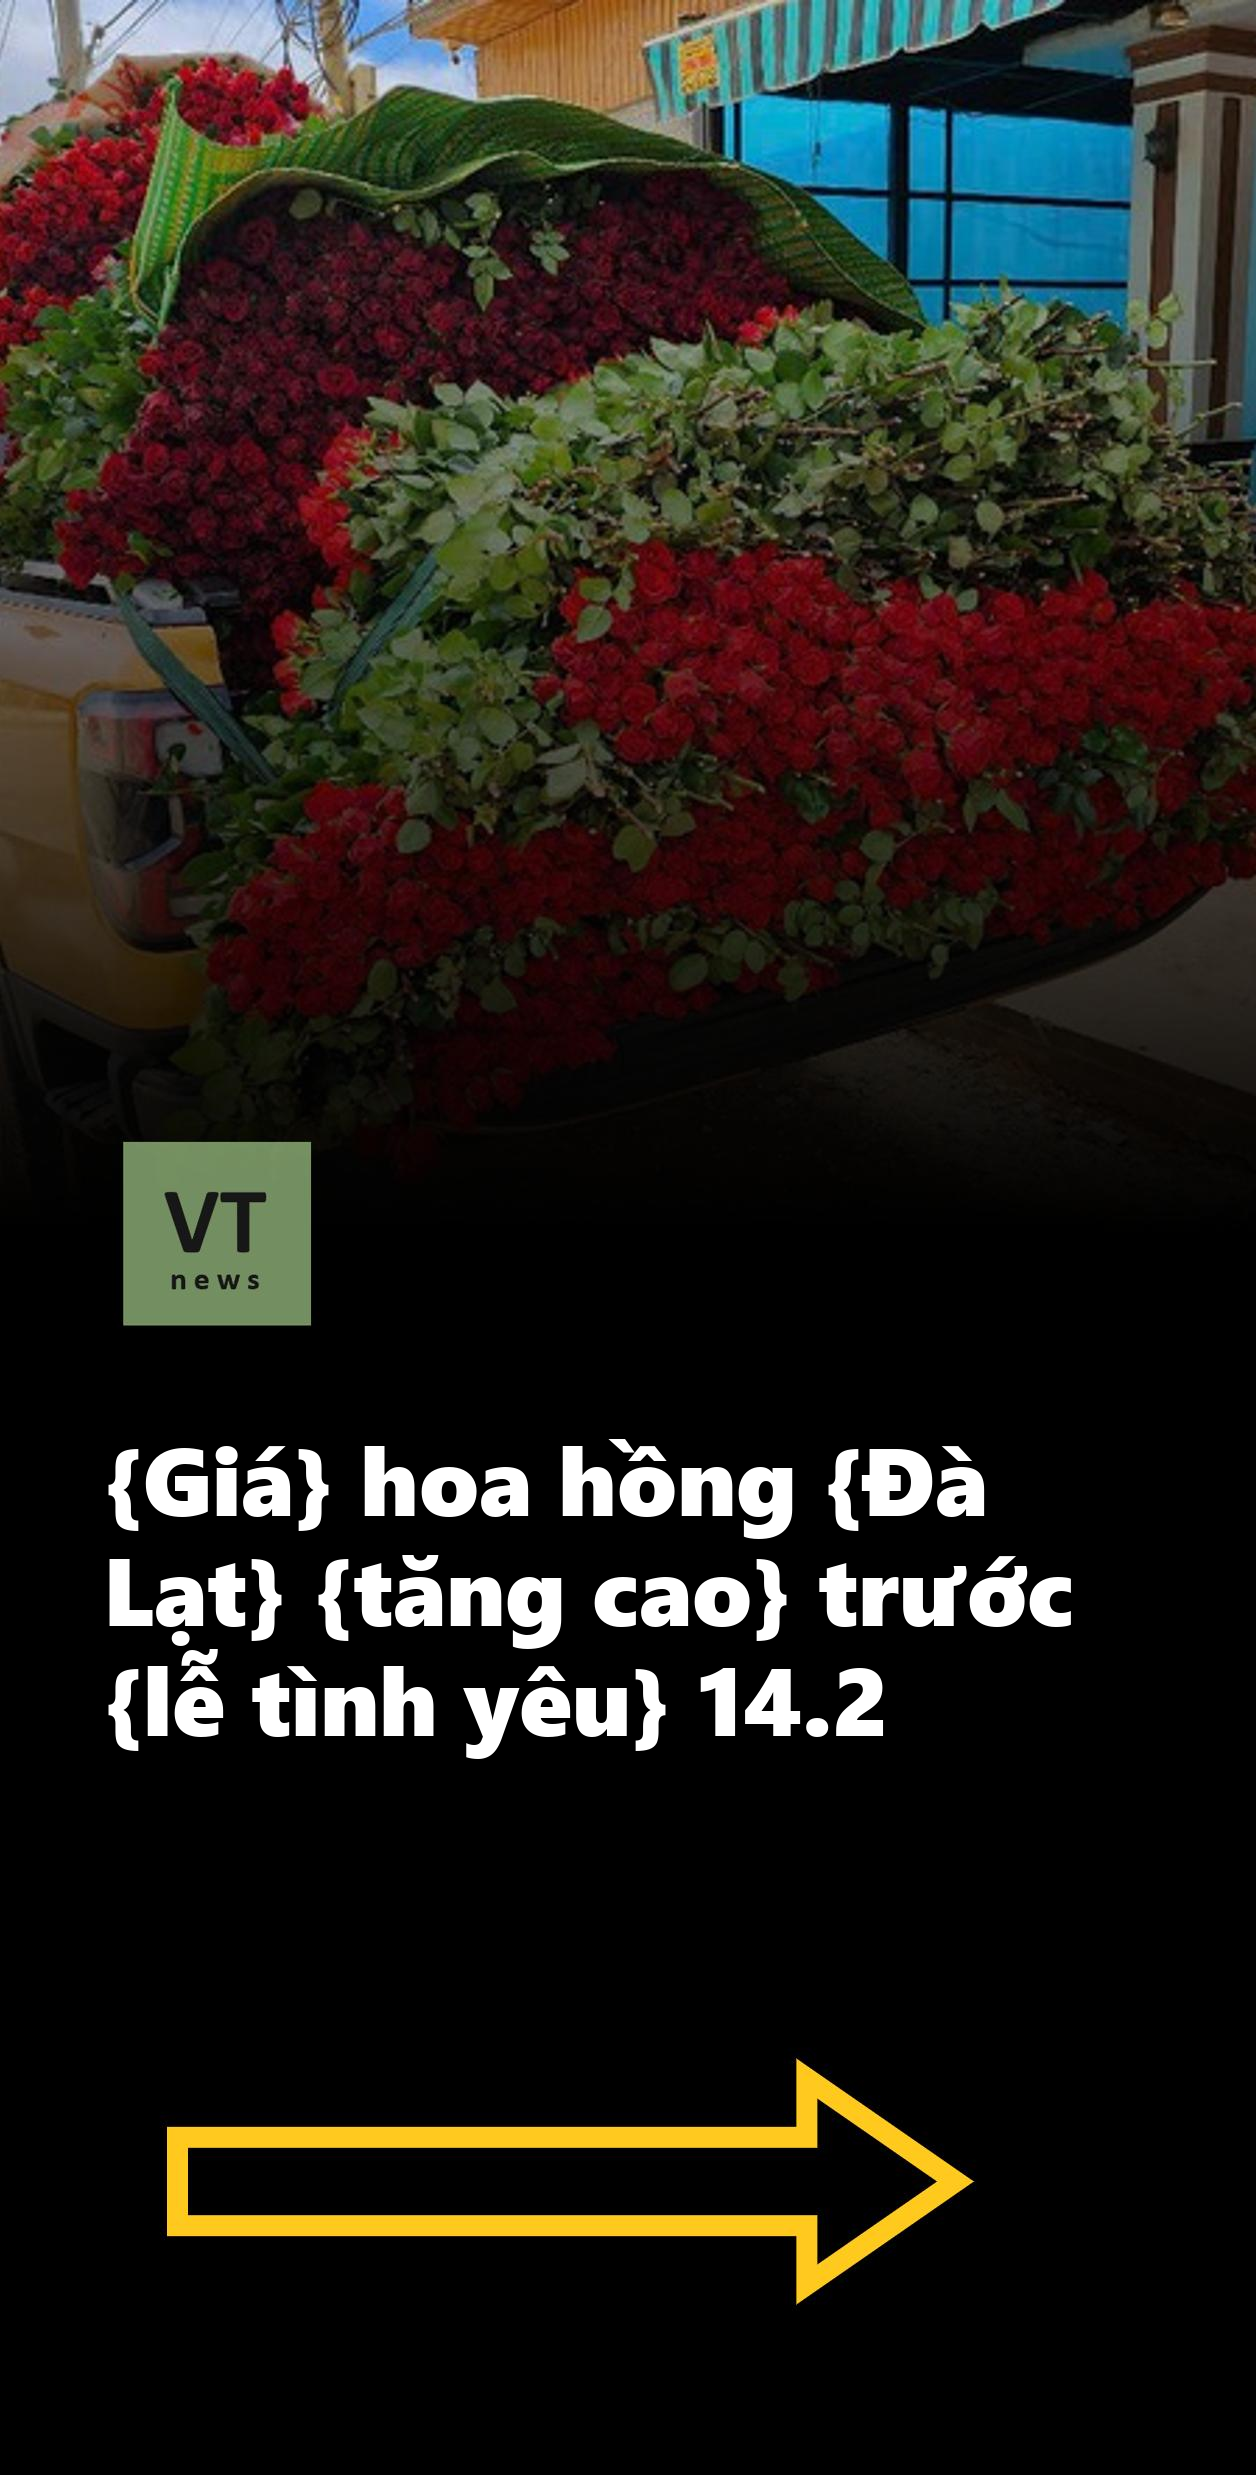 VT
news
{Giá} hoa hồng {Đà
Lạt} {tăng cao} trước
{lễ tình yêu} 14.2